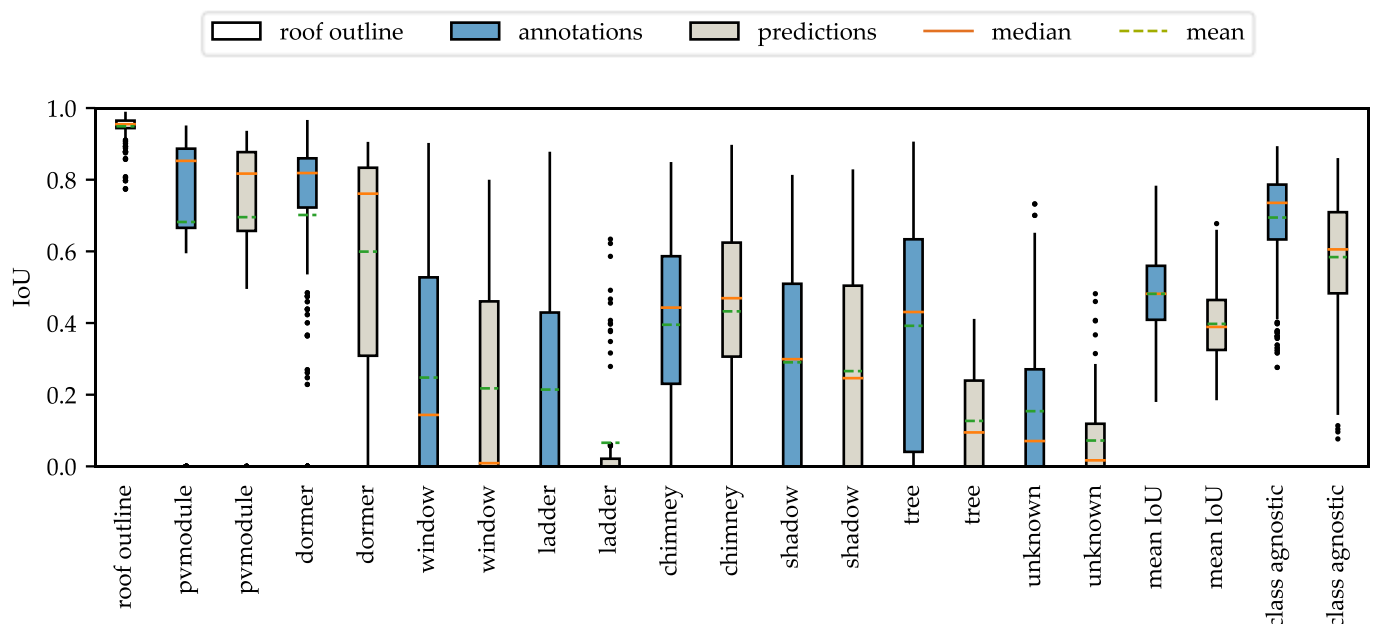 roof outline annotations predictions median mean
1.0
0.8
0.6
0.4
0.2
0.0
IoU
roof outline
pvmodule
pvmodule
dormer
dormer
window
window
ladder
ladder
chimney
chimney
shadow
shadow
tree
tree
unknown
unknown
mean IoU
mean IoU
class agnostic
class agnostic